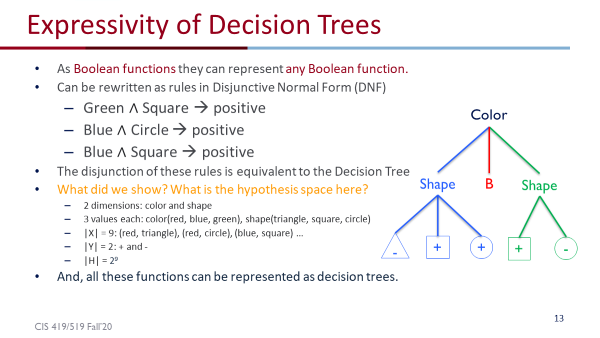 Expressivity of Decision Trees
• As Boolean functions they can represent any Boolean function.
• Can be rewritten as rules in Disjunctive Normal Form (DNF)
– Green ∧ Square → positive
– Blue ∧ Circle → positive
– Blue ∧ Square → positive
• The disjunction of these rules is equivalent to the Decision Tree
• What did we show? What is the hypothesis space here?
– 2 dimensions: color and shape
– 3 values each: color(red, blue, green), shape(triangle, square, circle)
– |X| = 9: (red, triangle), (red, circle), (blue, square) ...
– |Y| = 2: + and -
– |H| = 2⁹
• And, all these functions can be represented as decision trees.
Color
Shape B Shape
- + + + -
CIS 419/519 Fall'20
13